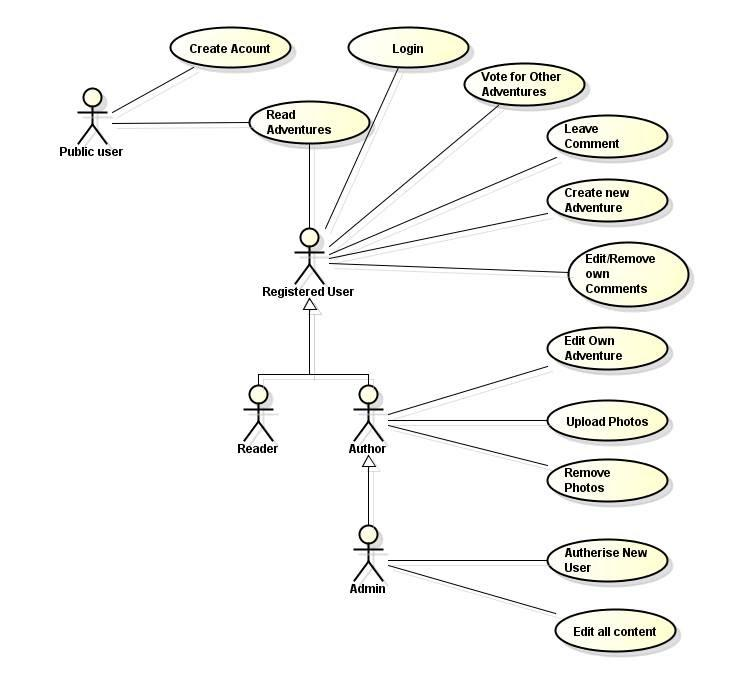 Create Acount
Login
Vote for Other
Adventures
Read
Adventures
Public user
Leave
Comment
Create new
Adventure
Edit/Remove
own
Comments
Registered User
Edit Own
Adventure
Upload Photos
Reader
Author
Remove
Photos
Autherise New
User
Admin
Edit all content